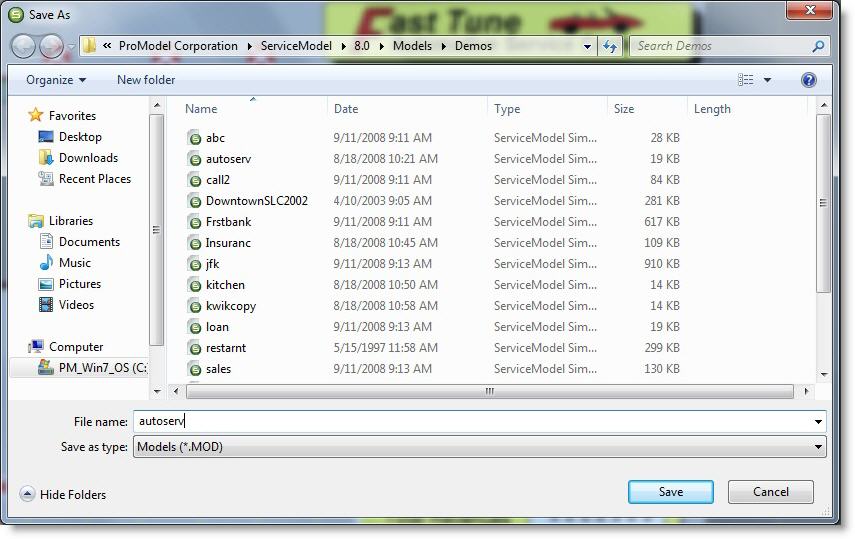 Save As
Fast Tune
« ProModel Corporation ▸ ServiceModel ▸ 8.0 ▸ Models ▸ Demos
Search Demos
Organize
New folder
Name Date Type Size Length
Favorites
Desktop
Downloads
Recent Places
Libraries
Documents
Music
Pictures
Videos
Computer
PM_Win7_OS (C:
abc 9/11/2008 9:11 AM ServiceModel Sim... 28 KB
autoserv 8/18/2008 10:21 AM ServiceModel Sim... 19 KB
call2 9/11/2008 9:11 AM ServiceModel Sim... 84 KB
DowntownSLC2002 4/10/2003 9:05 AM ServiceModel Sim... 281 KB
Frstbank 9/11/2008 9:11 AM ServiceModel Sim... 617 KB
Insuranc 8/18/2008 10:45 AM ServiceModel Sim... 109 KB
jfk 9/11/2008 9:13 AM ServiceModel Sim... 910 KB
kitchen 8/18/2008 10:50 AM ServiceModel Sim... 14 KB
kwikcopy 8/18/2008 10:58 AM ServiceModel Sim... 14 KB
loan 9/11/2008 9:13 AM ServiceModel Sim... 19 KB
restarnt 5/15/1997 11:58 AM ServiceModel Sim... 299 KB
sales 9/11/2008 9:13 AM ServiceModel Sim... 130 KB
File name: autoserv
Save as type: Models (*.MOD)
Hide Folders
Save
Cancel